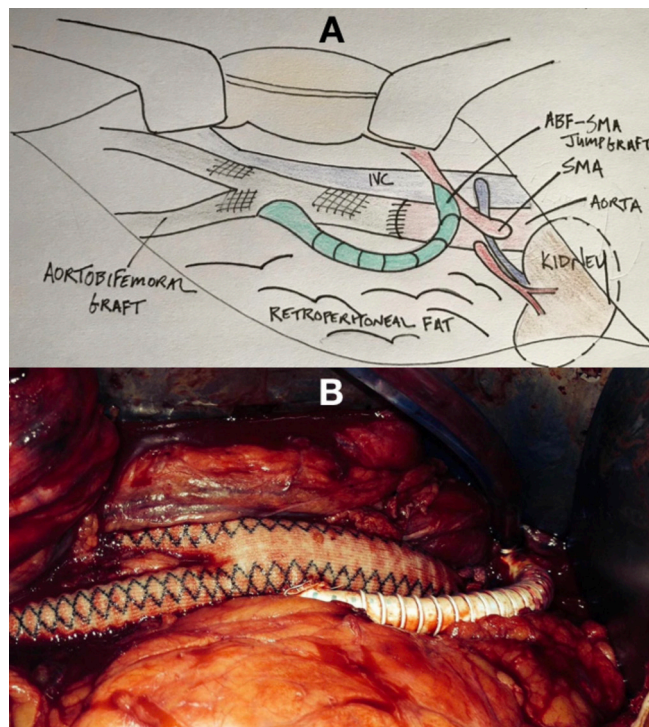 A
ABF-SMA
JUMPGRAFT
SMA
IVC
AORTA
KIDNEY
AORTOBIFEMORAL
GRAFT
RETROPERITONEAL FAT
B